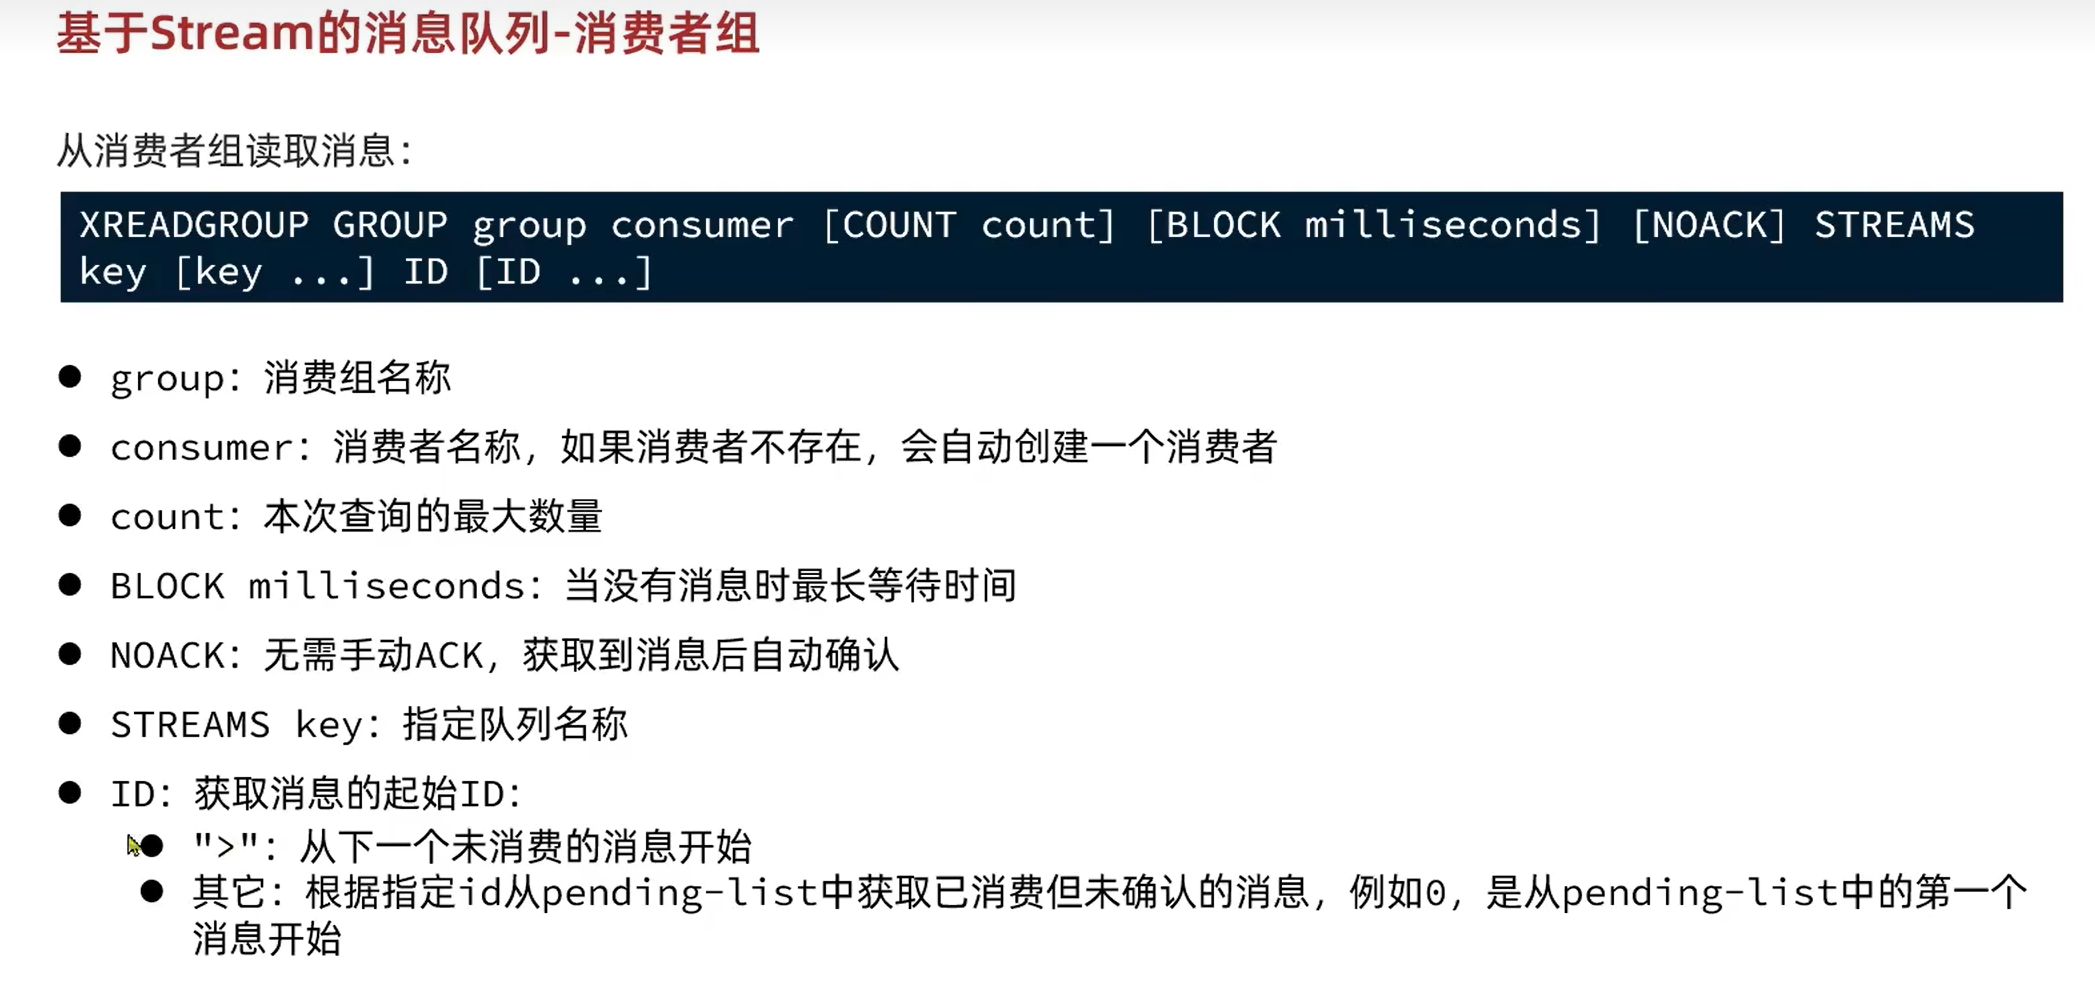 基于Stream的消息队列-消费者组
从消费者组读取消息：
XREADGROUP GROUP group consumer [COUNT count] [BLOCK milliseconds] [NOACK] STREAMS
key [key ...] ID [ID ...]
● group：消费组名称
● consumer：消费者名称，如果消费者不存在，会自动创建一个消费者
● count：本次查询的最大数量
● BLOCK milliseconds：当没有消息时最长等待时间
● NOACK：无需手动ACK，获取到消息后自动确认
● STREAMS key：指定队列名称
● ID：获取消息的起始ID：
● ">"：从下一个未消费的消息开始
● 其它：根据指定id从pending-list中获取已消费但未确认的消息，例如0，是从pending-list中的第一个
消息开始